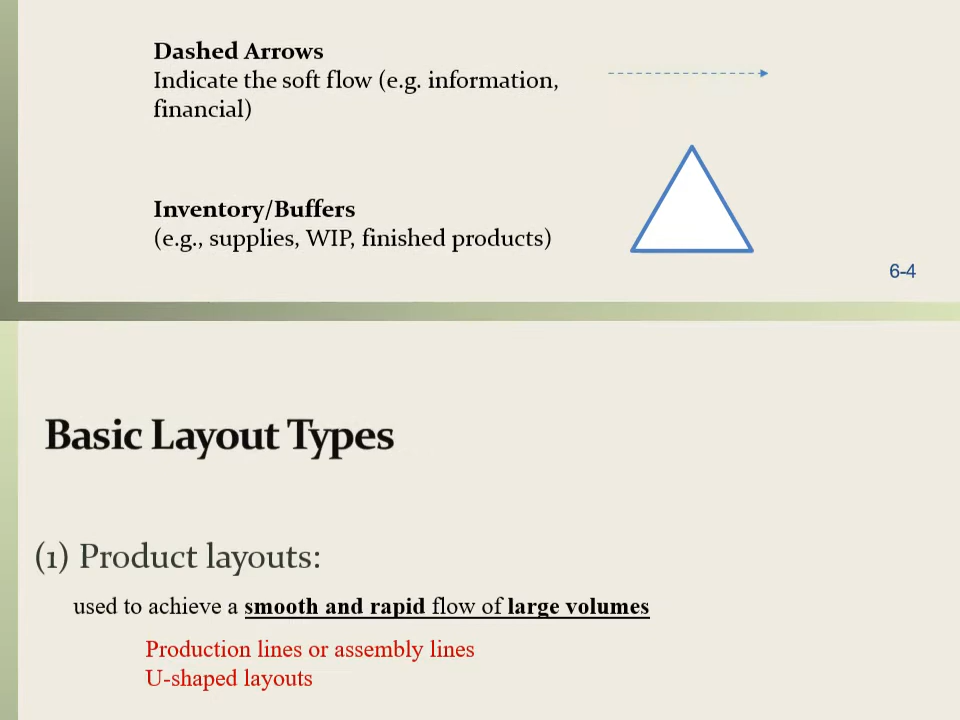 Dashed Arrows
Indicate the soft flow (e.g. information,
financial)
Inventory/Buffers
(e.g., supplies, WIP, finished products)
6-4
Basic Layout Types
(1) Product layouts:
used to achieve a smooth and rapid flow of large volumes
Production lines or assembly lines
U-shaped layouts